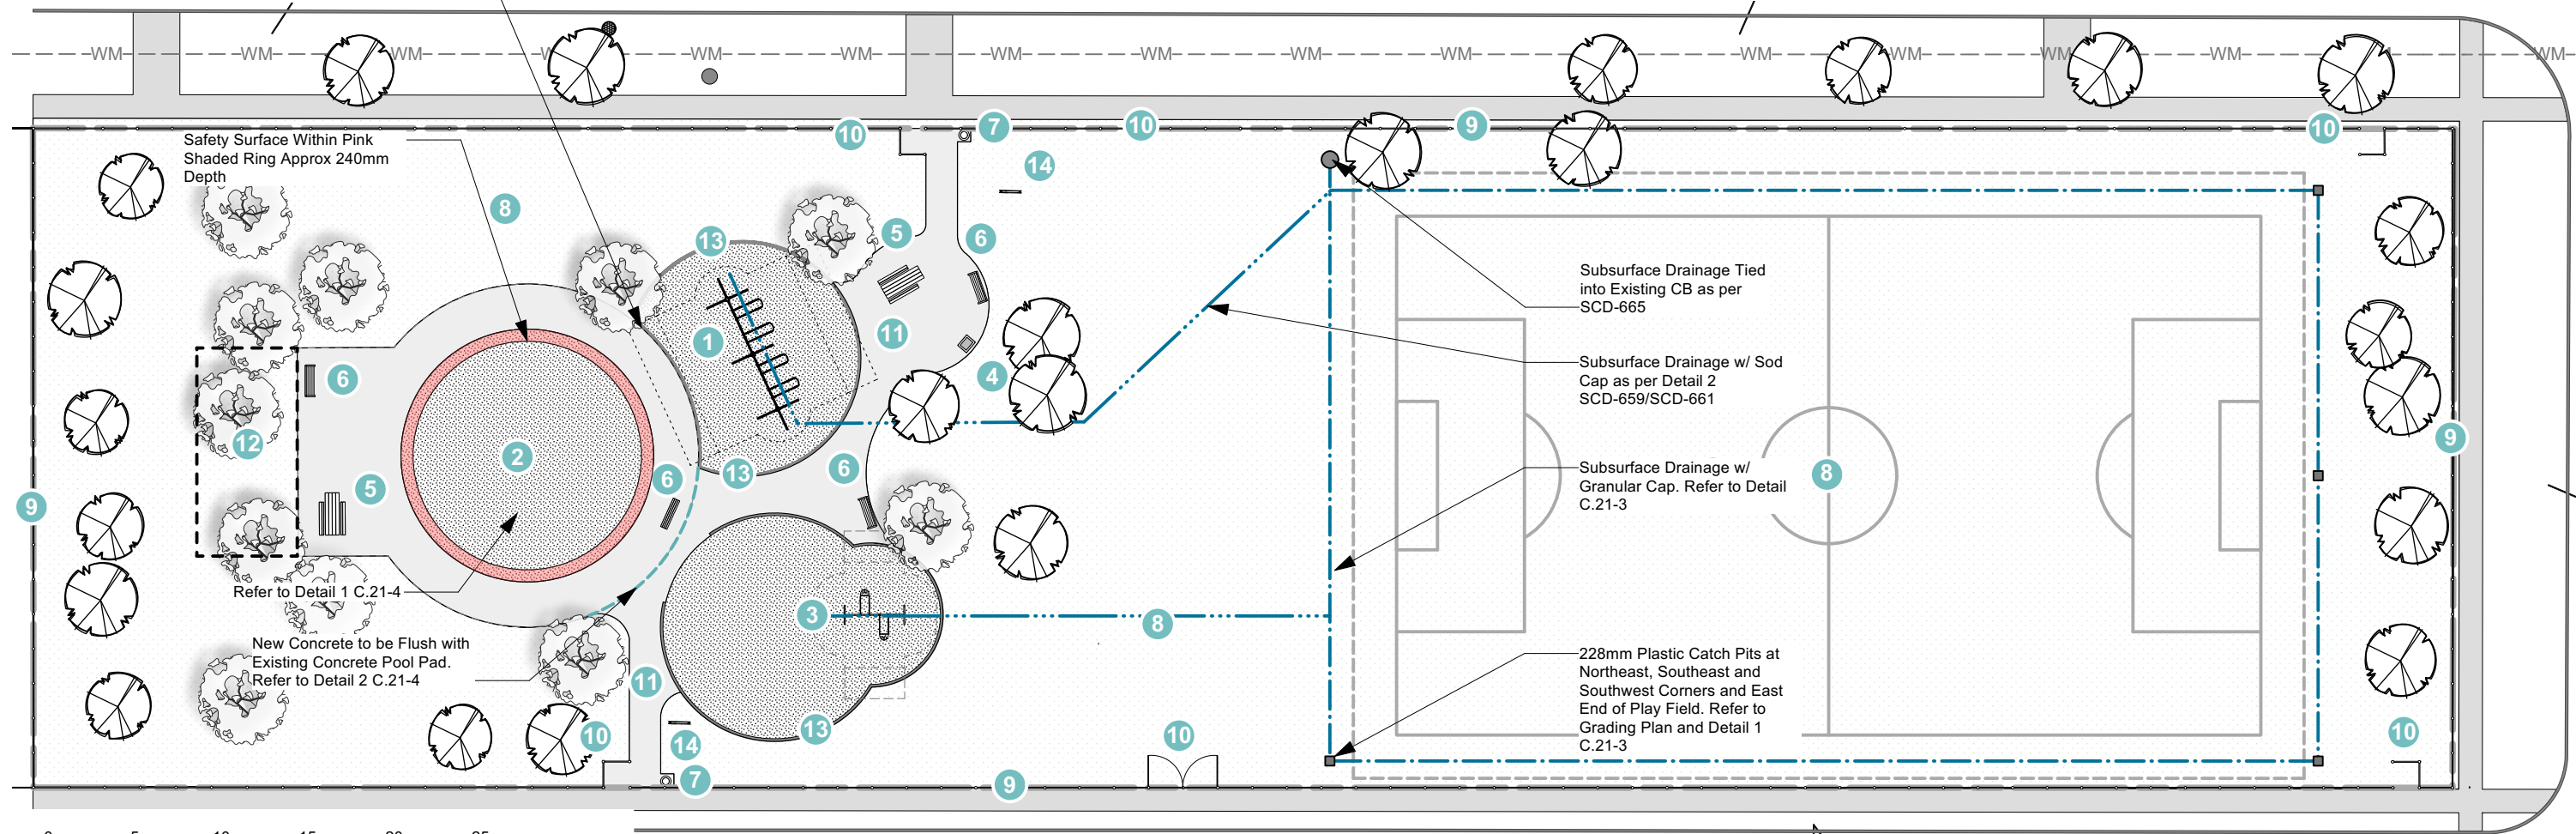 WM WM WM WM WM WM WM WM WM WM WM WM WM WM WM
10 7 10 9 10
Safety Surface Within Pink
Shaded Ring Approx 240mm
Depth
14
8
13 5 6
Subsurface Drainage Tied
into Existing CB as per
SCD-665
1 11
Subsurface Drainage w/ Sod
Cap as per Detail 2
SCD-659/SCD-661
6 4
12 2 9
Subsurface Drainage w/
Granular Cap. Refer to Detail
C.21-3
8
5 6 13 6
9
Refer to Detail 1 C.21-4
3 8
New Concrete to be Flush with
Existing Concrete Pool Pad.
Refer to Detail 2 C.21-4
11
228mm Plastic Catch Pits at
Northeast, Southeast and
Southwest Corners and East
End of Play Field. Refer to
Grading Plan and Detail 1
C.21-3
10 14 13 10 10
7 9